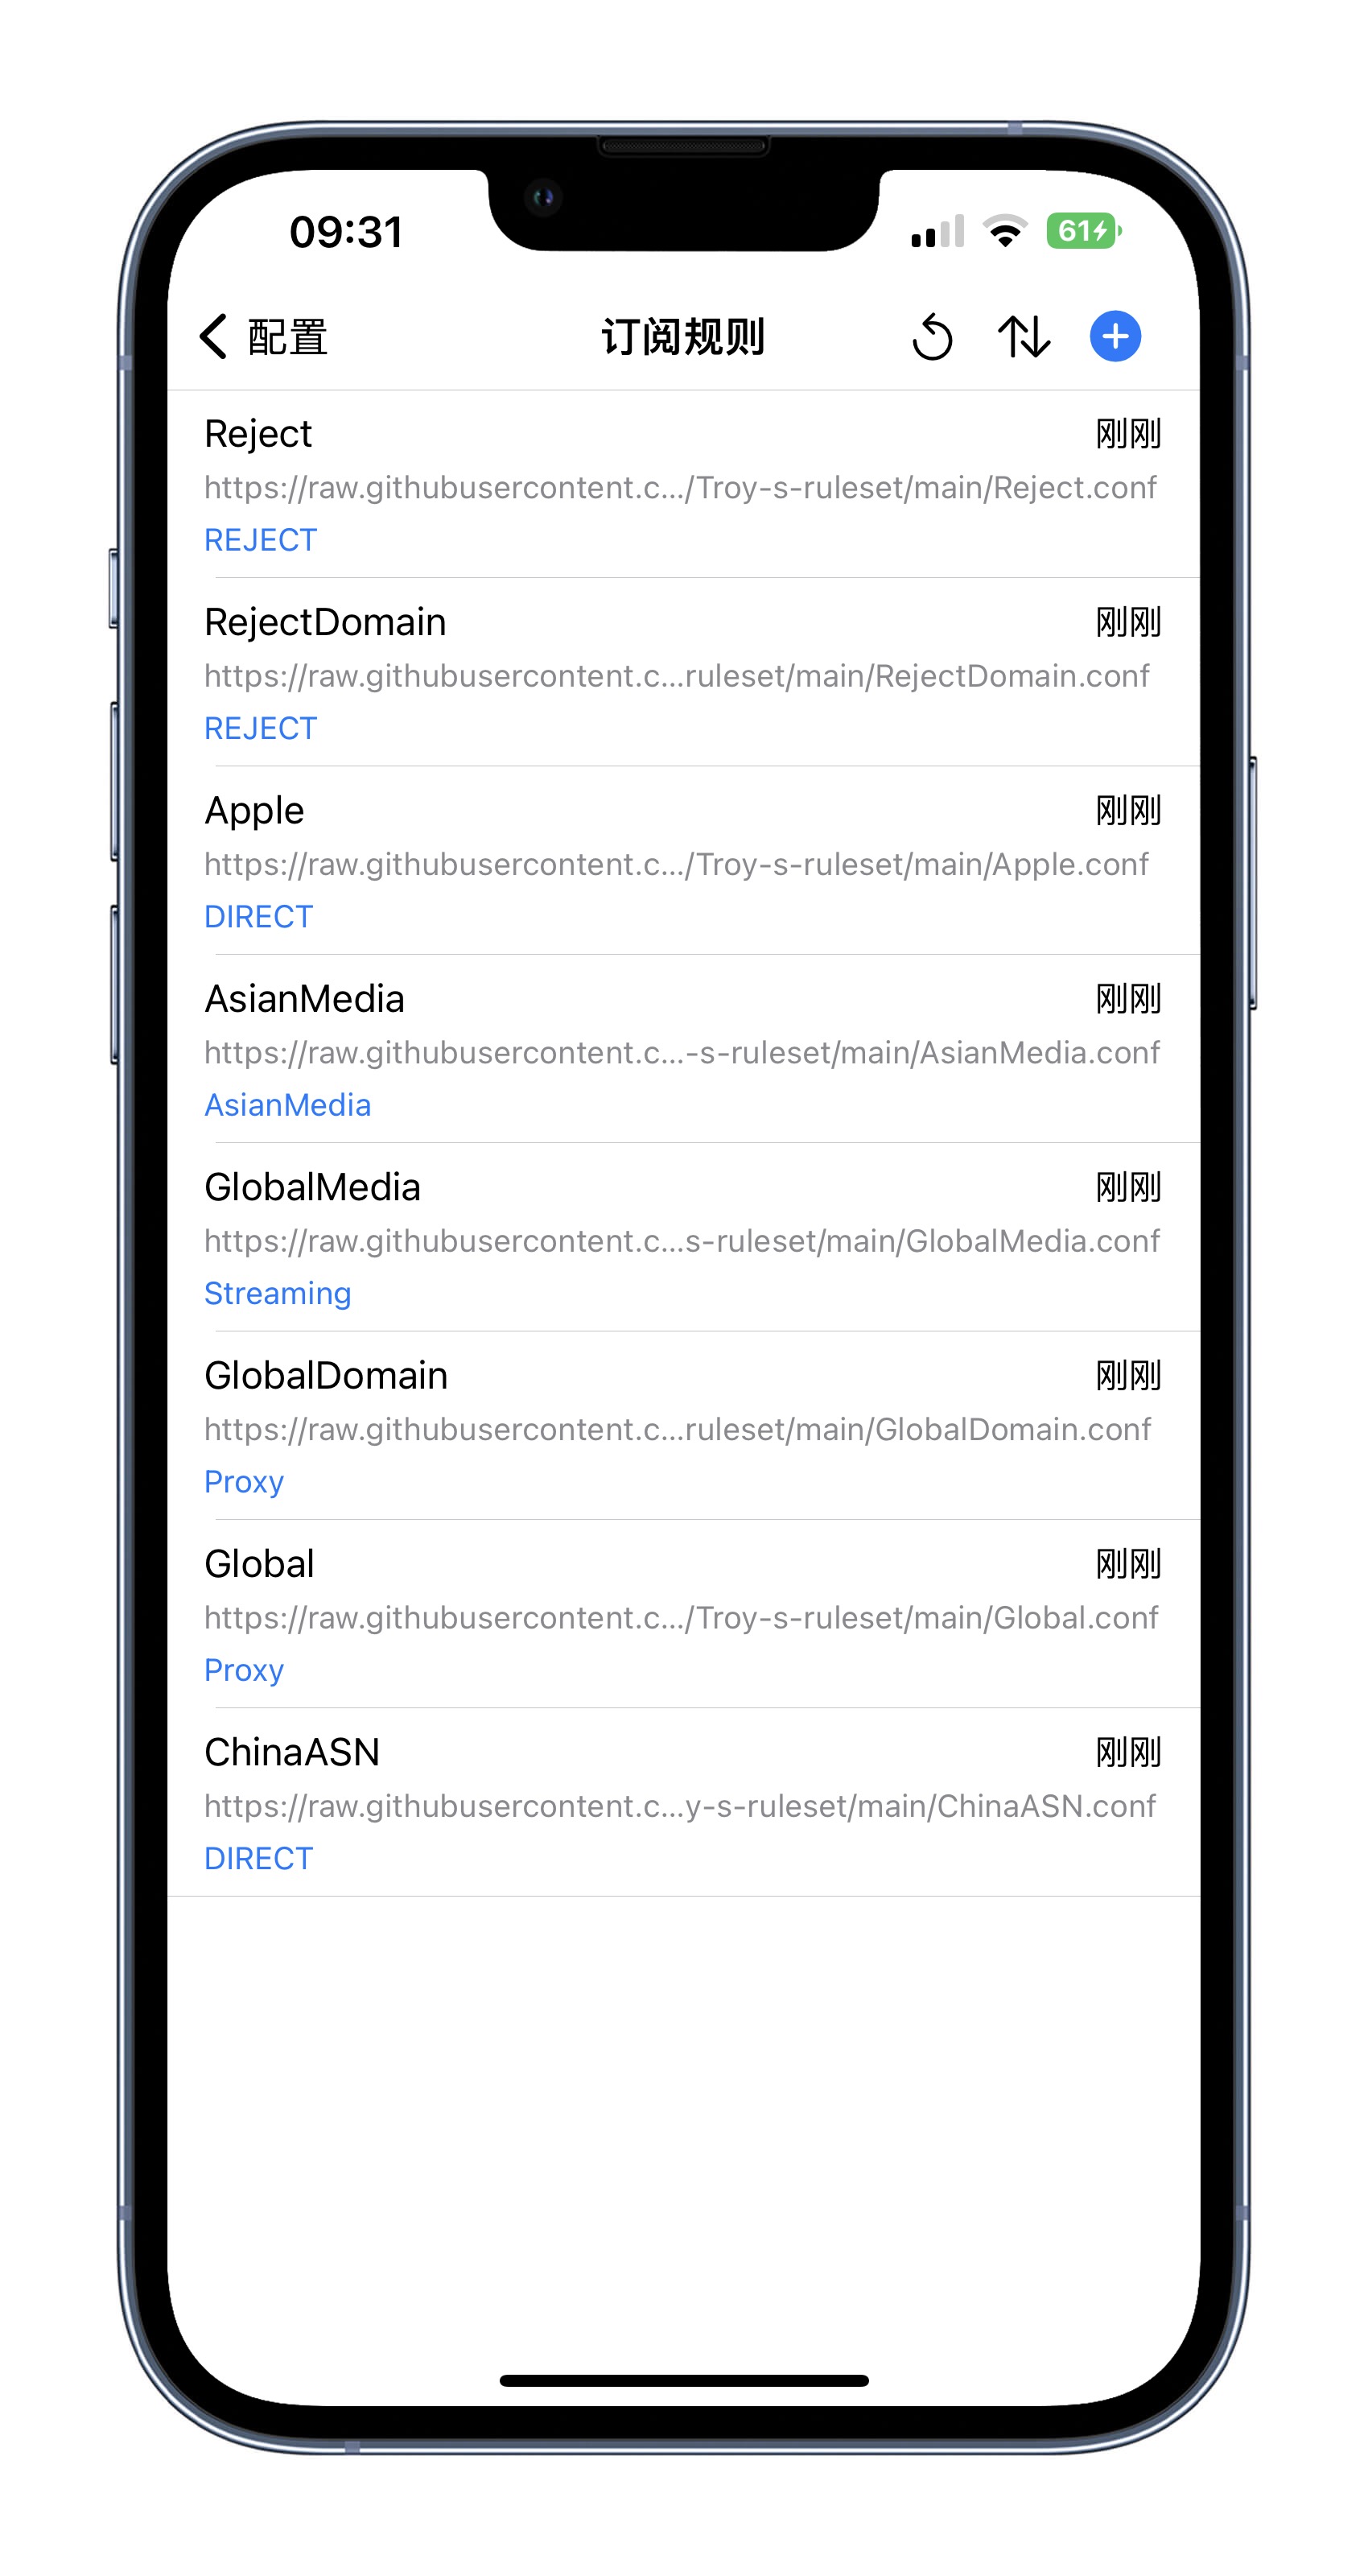 09:31
61
配置
订阅规则
Reject 刚刚
https://raw.githubusercontent.c.../Troy-s-ruleset/main/Reject.conf
REJECT
RejectDomain 刚刚
https://raw.githubusercontent.c...ruleset/main/RejectDomain.conf
REJECT
Apple 刚刚
https://raw.githubusercontent.c.../Troy-s-ruleset/main/Apple.conf
DIRECT
AsianMedia 刚刚
https://raw.githubusercontent.c...-s-ruleset/main/AsianMedia.conf
AsianMedia
GlobalMedia 刚刚
https://raw.githubusercontent.c...s-ruleset/main/GlobalMedia.conf
Streaming
GlobalDomain 刚刚
https://raw.githubusercontent.c...ruleset/main/GlobalDomain.conf
Proxy
Global 刚刚
https://raw.githubusercontent.c.../Troy-s-ruleset/main/Global.conf
Proxy
ChinaASN 刚刚
https://raw.githubusercontent.c...y-s-ruleset/main/ChinaASN.conf
DIRECT